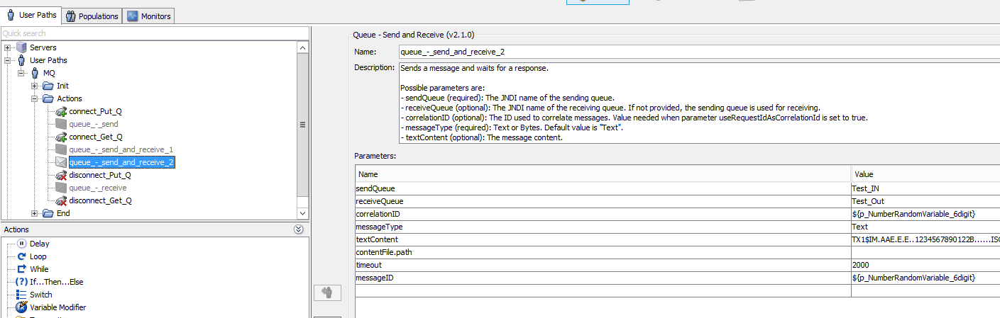 User Paths
Populations
Monitors
Quick search
Servers
User Paths
MQ
Init
Actions
connect_Put_Q
queue_-_send
connect_Get_Q
queue_-_send_and_receive_1
queue_-_send_and_receive_2
disconnect_Put_Q
queue_-_receive
disconnect_Get_Q
End
Actions
Delay
Loop
While
If...Then...Else
Switch
Variable Modifier
Queue - Send and Receive (v2.1.0)
Name: queue_-_send_and_receive_2
Description: Sends a message and waits for a response.
Possible parameters are:
- sendQueue (required): The JNDI name of the sending queue.
- receiveQueue (optional): The JNDI name of the receiving queue. If not provided, the sending queue is used for receiving.
- correlationID (optional): The ID used to correlate messages. Value needed when parameter useRequestIdAsCorrelationId is set to true.
- messageType (required): Text or Bytes. Default value is "Text".
- textContent (optional): The message content.
Parameters:
Name Value
sendQueue Test_IN
receiveQueue Test_Out
correlationID ${p_NumberRandomVariable_6digit}
messageType Text
textContent TX1$IM.AAE.E.E..1234567890122B......ISO
contentFile.path
timeout 2000
messageID ${p_NumberRandomVariable_6digit}